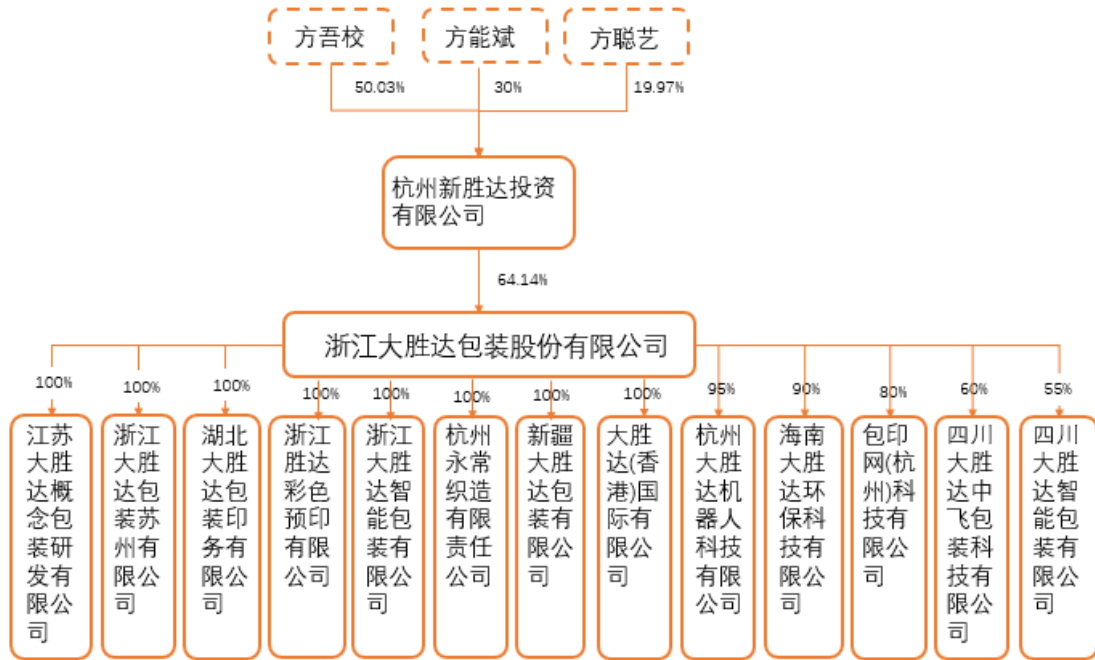 方吾校
方能斌
方聪艺
50.03%
30%
19.97%
杭州新胜达投资
有限公司
64.14%
浙江大胜达包装股份有限公司
100%
100%
100%
100%
100%
100%
100%
100%
95%
90%
80%
60%
55%
江苏
大胜
达概
念包
装研
发有
限公
司
浙江
大胜
达包
装苏
州有
限公
司
湖北
大胜
达包
装印
务有
限公
司
浙江
胜达
彩色
预印
有限
公司
浙江
大胜
达智
能包
装有
限公
司
杭州
永常
织造
有限
责任
公司
新疆
大胜
达包
装有
限公
司
大胜
达(香
港)国
际有
限公
司
杭州
大胜
达机
器人
科技
有限
公司
海南
大胜
达环
保科
技有
限公
司
包印
网(杭
州)科
技有
限公
司
四川
大胜
达中
飞包
装科
技有
限公
司
四川
大胜
达智
能包
装有
限公
司